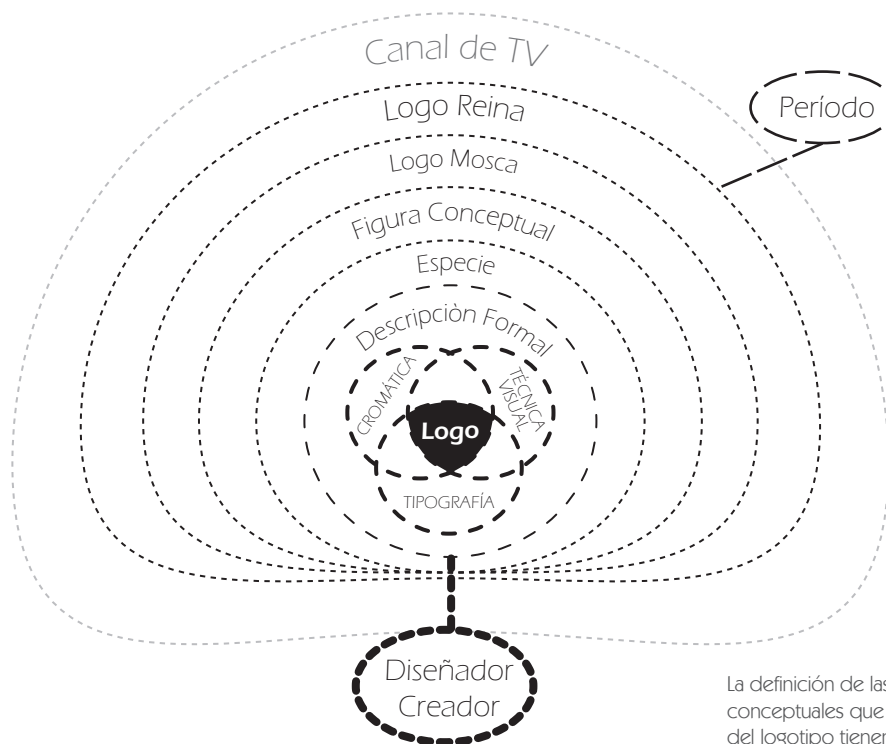 Canal de TV
Logo Reina
Período
Logo Mosca
Figura Conceptual
Especie
Descripciòn Formal
CROMÁTICA
TÉCNICA
VISUAL
Logo
TIPOGRAFÍA
Diseñador
Creador
La definición de las
conceptuales que
del logotipo tienen